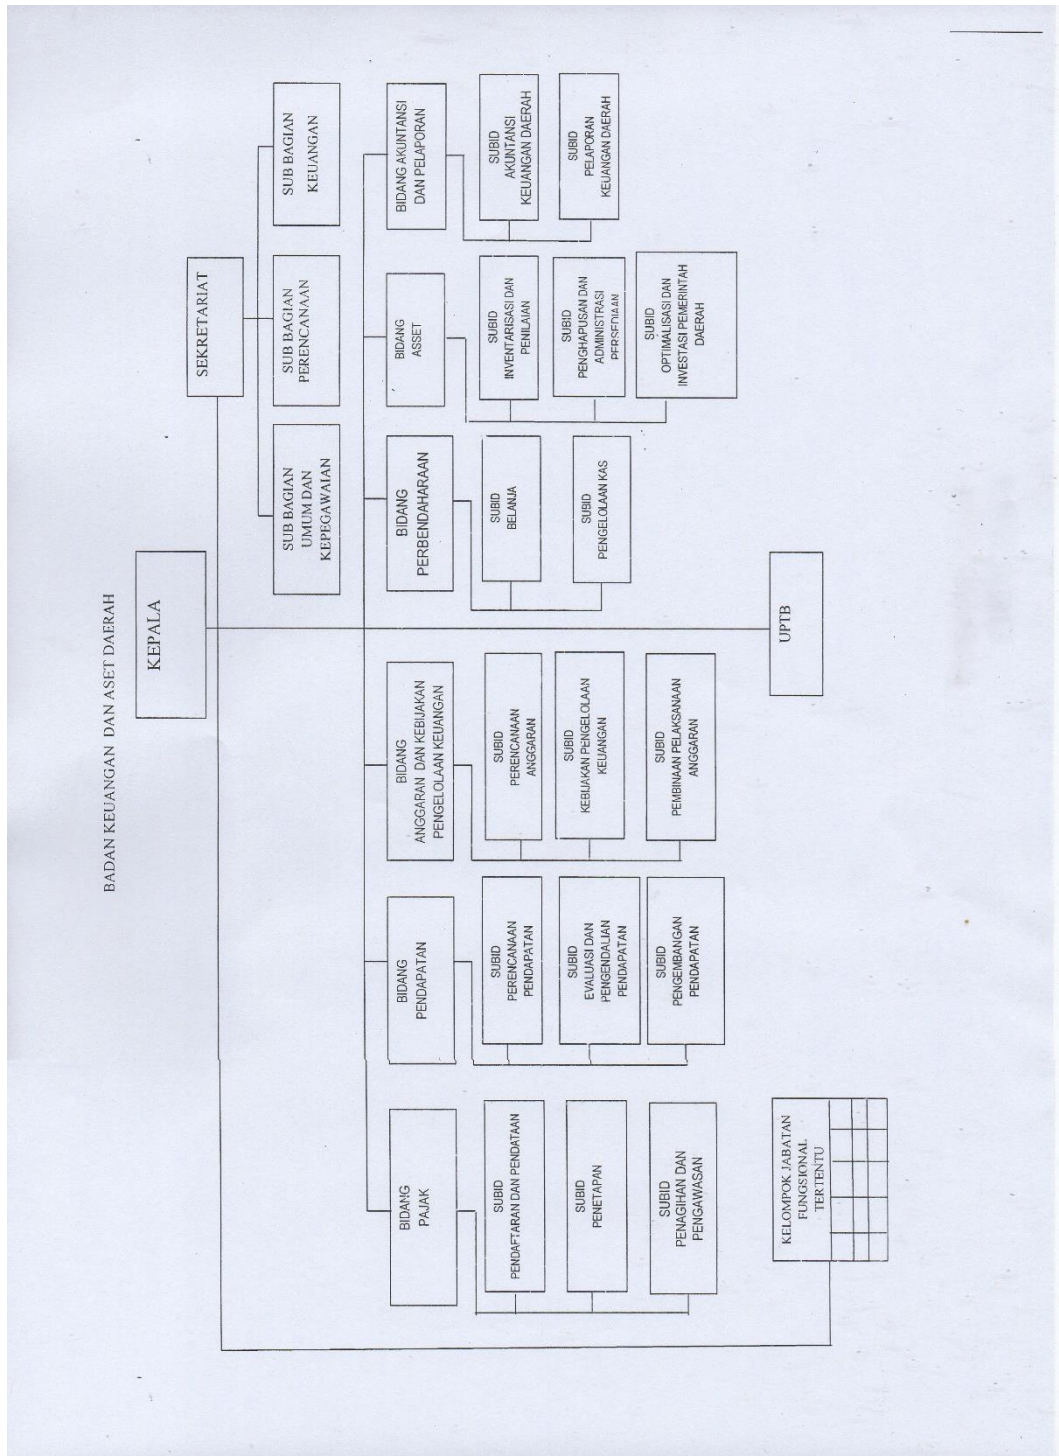 BADAN KEUANGAN DAN ASET DAERAH
KEPALA
SEKRETARIAT
SUB BAGIAN
UMUM DAN
KEPEGAWAIAN
SUB BAGIAN
PERENCANAAN
SUB BAGIAN
KEUANGAN
BIDANG
PAJAK
BIDANG
PENDAPATAN
BIDANG
ANGGARAN DAN KEBIJAKAN
PENGELOLAAN KEUANGAN
BIDANG
PERBENDAHARAAN
BIDANG
ASSET
BIDANG AKUNTANSI
DAN PELAPORAN
SUBID
PENDAFTARAN DAN PENDATAAN
SUBID
PENETAPAN
SUBID
PENAGIHAN DAN
PENGAWASAN
SUBID
PERENCANAAN
PENDAPATAN
SUBID
EVALUASI DAN
PENGENDALIAN
PENDAPATAN
SUBID
PENGEMBANGAN
PENDAPATAN
SUBID
PERENCANAAN
ANGGARAN
SUBID
KEBIJAKAN PENGELOLAAN
KEUANGAN
SUBID
PEMBINAAN PELAKSANAAN
ANGGARAN
SUBID
BELANJA
SUBID
PENGELOLAAN KAS
SUBID
INVENTARISASI DAN
PENILAIAN
SUBID
PENGHAPUSAN DAN
ADMINISTRASI
PERSEDIAAN
SUBID
OPTIMALISASI DAN
INVESTASI PEMERINTAH
DAERAH
SUBID
AKUNTANSI
KEUANGAN DAERAH
SUBID
PELAPORAN
KEUANGAN DAERAH
KELOMPOK JABATAN
FUNGSIONAL
TERTENTU
UPTB